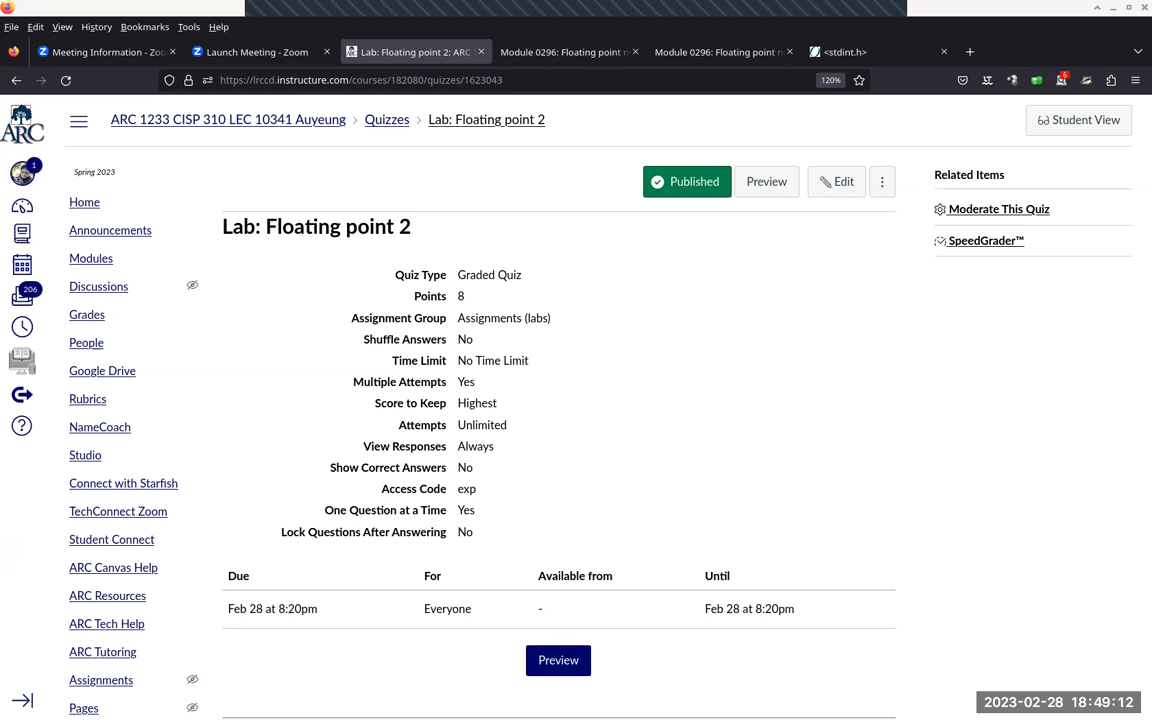 File Edit View History Bookmarks Tools Help
Meeting Information - Zoo
Launch Meeting - Zoom
Lab: Floating point 2: ARC
Module 0296: Floating point n
Module 0296: Floating point n
<stdint.h>
https://lrccd.instructure.com/courses/182080/quizzes/1623043
120%
6
ARC
ARC 1233 CISP 310 LEC 10341 Auyeung > Quizzes > Lab: Floating point 2
Student View
1
206
Spring 2023
Home
Announcements
Modules
Discussions
Grades
People
Google Drive
Rubrics
NameCoach
Studio
Connect with Starfish
TechConnect Zoom
Student Connect
ARC Canvas Help
ARC Resources
ARC Tech Help
ARC Tutoring
Assignments
Pages
Published
Preview
Edit
Lab: Floating point 2
Quiz Type Graded Quiz
Points 8
Assignment Group Assignments (labs)
Shuffle Answers No
Time Limit No Time Limit
Multiple Attempts Yes
Score to Keep Highest
Attempts Unlimited
View Responses Always
Show Correct Answers No
Access Code exp
One Question at a Time Yes
Lock Questions After Answering No
Due For Available from Until
Feb 28 at 8:20pm Everyone - Feb 28 at 8:20pm
Preview
Related Items
Moderate This Quiz
SpeedGrader™
2023-02-28 18:49:12